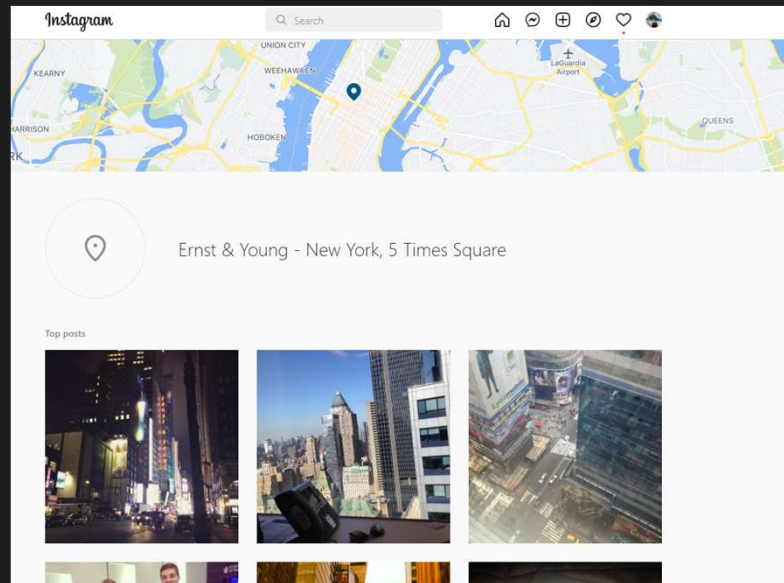 Instagram
Search
UNION CITY
KEARNY
WEEHAWKEN
LaGuardia
Airport
HARRISON
QUEENS
HOBOKEN
RK
Ernst & Young - New York, 5 Times Square
Top posts